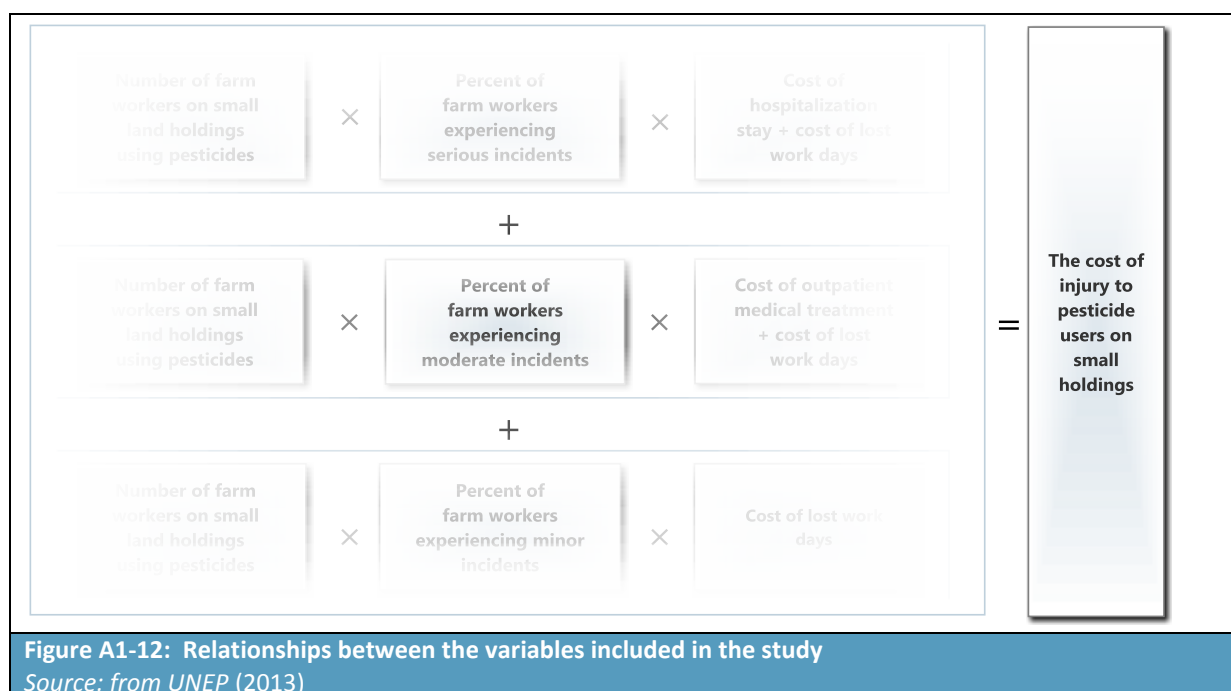 Number of farm
workers on small
land holdings
using pesticides
×
Percent of
farm workers
experiencing
serious incidents
×
Cost of
hospitalization
stay + cost of lost
work days
+
Number of farm
workers on small
land holdings
using pesticides
×
Percent of
farm workers
experiencing
moderate incidents
×
Cost of outpatient
medical treatment
+ cost of lost
work days
+
Number of farm
workers on small
land holdings
using pesticides
×
Percent of
farm workers
experiencing minor
incidents
×
Cost of lost work
days
=
The cost of
injury to
pesticide
users on
small
holdings
Figure A1-12: Relationships between the variables included in the study
Source: from UNEP (2013)